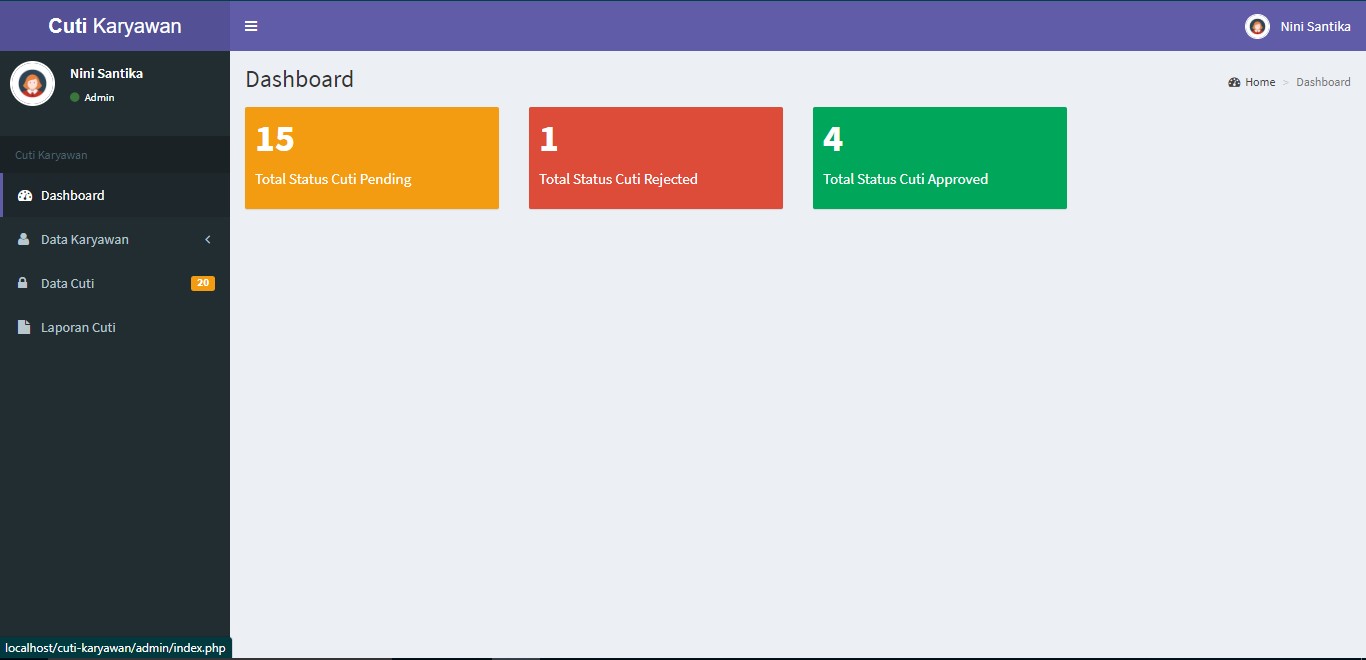 Cuti Karyawan
Nini Santika
Nini Santika
Admin
Cuti Karyawan
Dashboard
Data Karyawan
Data Cuti 20
Laporan Cuti
Dashboard
Home > Dashboard
15
Total Status Cuti Pending
1
Total Status Cuti Rejected
4
Total Status Cuti Approved
localhost/cuti-karyawan/admin/index.php